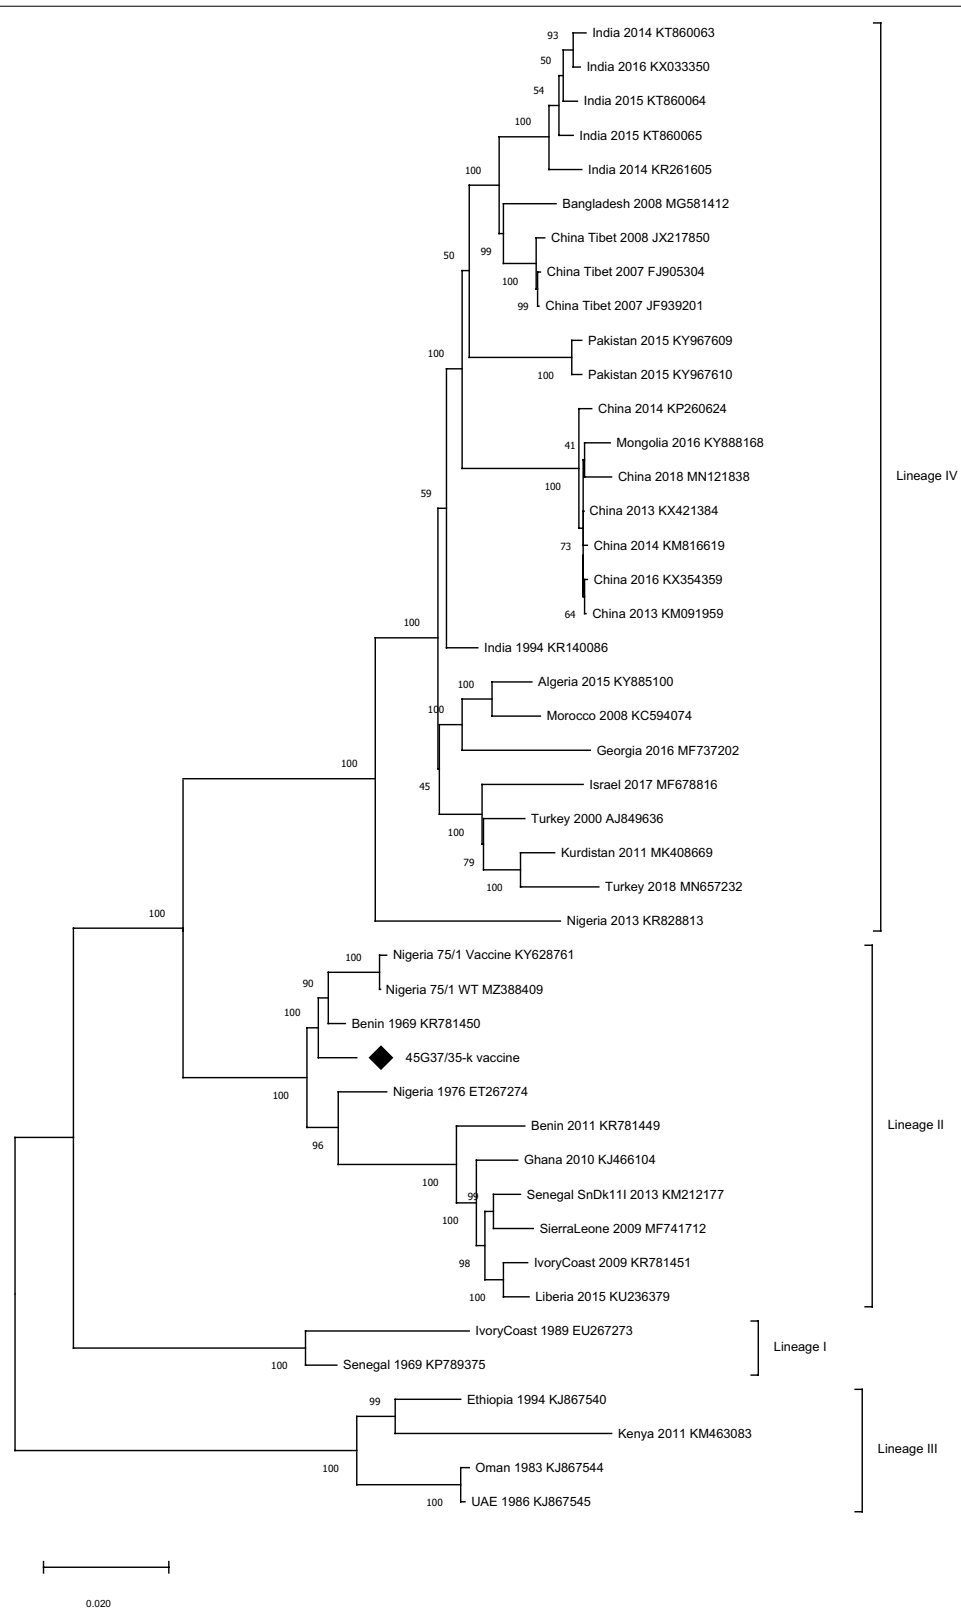 93
India 2014 KT860063
50
India 2016 KX033350
54
India 2015 KT860064
100
India 2015 KT860065
100
India 2014 KR261605
Bangladesh 2008 MG581412
50
99
China Tibet 2008 JX217850
100
China Tibet 2007 FJ905304
99
China Tibet 2007 JF939201
100
Pakistan 2015 KY967609
100
Pakistan 2015 KY967610
China 2014 KP260624
41
Mongolia 2016 KY888168
Lineage IV
100
China 2018 MN121838
59
China 2013 KX421384
73
China 2014 KM816619
China 2016 KX354359
64
China 2013 KM091959
100
India 1994 KR140086
100
Algeria 2015 KY885100
100
Morocco 2008 KC594074
100
Georgia 2016 MF737202
45
Israel 2017 MF678816
100
Turkey 2000 AJ849636
79
Kurdistan 2011 MK408669
100
Turkey 2018 MN657232
100
Nigeria 2013 KR828813
100
Nigeria 75/1 Vaccine KY628761
90
Nigeria 75/1 WT MZ388409
100
Benin 1969 KR781450
45G37/35-k vaccine
100
Nigeria 1976 ET267274
96
Benin 2011 KR781449
Lineage II
100
Ghana 2010 KJ466104
99
Senegal SnDk11I 2013 KM212177
100
SierraLeone 2009 MF741712
98
IvoryCoast 2009 KR781451
100
Liberia 2015 KU236379
IvoryCoast 1989 EU267273
Lineage I
100
Senegal 1969 KP789375
99
Ethiopia 1994 KJ867540
Kenya 2011 KM463083
Lineage III
100
Oman 1983 KJ867544
100
UAE 1986 KJ867545
0.020